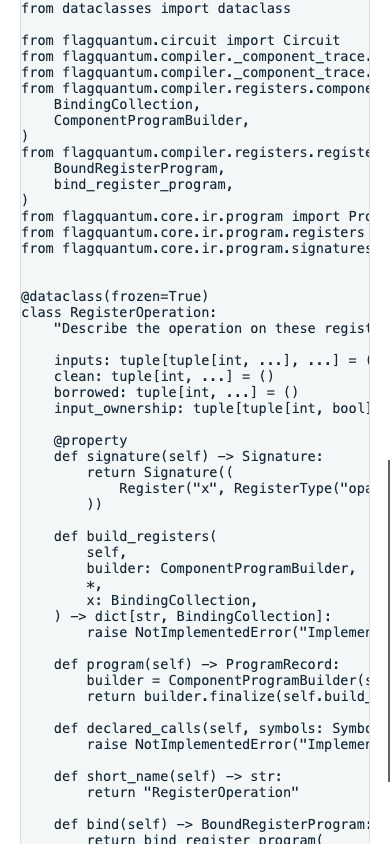 from dataclasses import dataclass

from flagquantum.circuit import Circuit
from flagquantum.compiler._component_trace.
from flagquantum.compiler._component_trace.
from flagquantum.compiler.registers.compone
    BindingCollection,
    ComponentProgramBuilder,
)
from flagquantum.compiler.registers.registe
    BoundRegisterProgram,
    bind_register_program,
)
from flagquantum.core.ir.program import Pro
from flagquantum.core.ir.program.registers
from flagquantum.core.ir.program.signatures

@dataclass(frozen=True)
class RegisterOperation:
    "Describe the operation on these regist

    inputs: tuple[tuple[int, ...], ...] = (
    clean: tuple[int, ...] = ()
    borrowed: tuple[int, ...] = ()
    input_ownership: tuple[tuple[int, bool]

    @property
    def signature(self) -> Signature:
        return Signature((
            Register("x", RegisterType("opa
        ))

    def build_registers(
        self,
        builder: ComponentProgramBuilder,
        *,
        x: BindingCollection,
    ) -> dict[str, BindingCollection]:
        raise NotImplementedError("Implemen

    def program(self) -> ProgramRecord:
        builder = ComponentProgramBuilder(s
        return builder.finalize(self.build_

    def declared_calls(self, symbols: Symbo
        raise NotImplementedError("Implemen

    def short_name(self) -> str:
        return "RegisterOperation"

    def bind(self) -> BoundRegisterProgram:
        return bind_register_program(